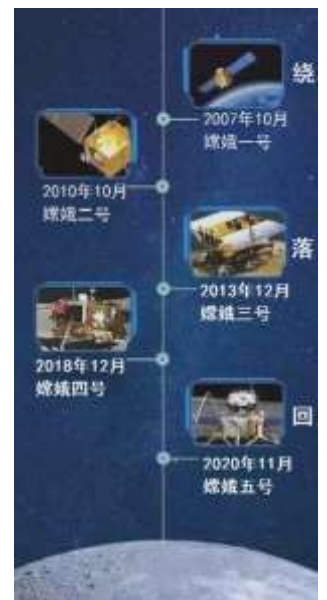 绕
2007年10月
嫦娥一号
2010年10月
嫦娥二号
落
2013年12月
嫦娥三号
2018年12月
嫦娥四号
回
2020年11月
嫦娥五号